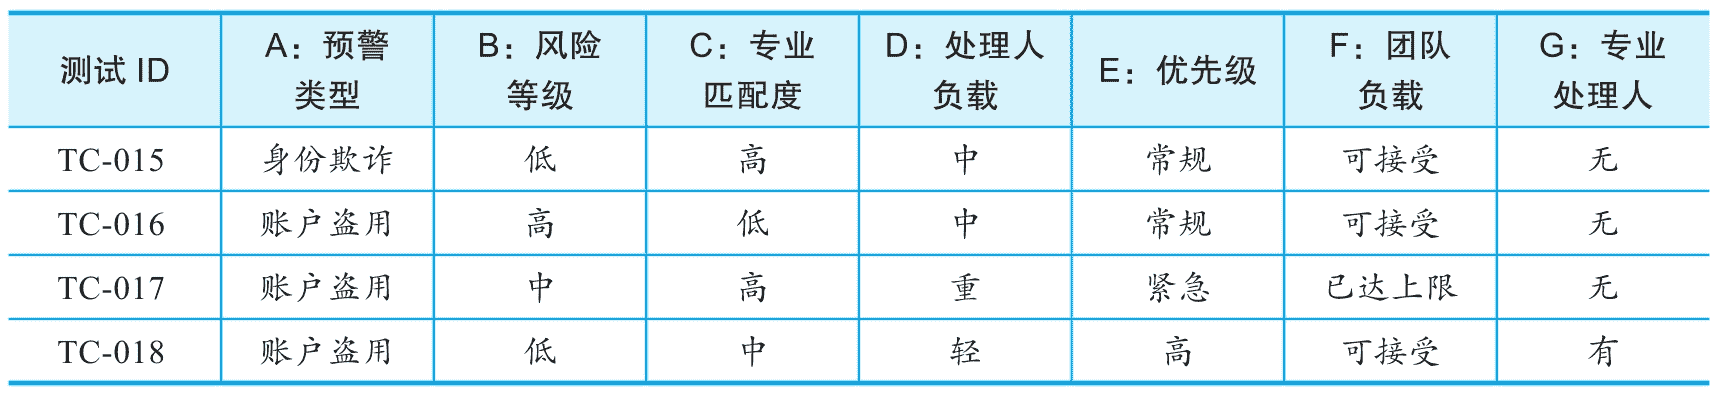 测试 ID A：预警类型 B：风险等级 C：专业匹配度 D：处理人负载 E：优先级 F：团队负载 G：专业处理人
TC-015 身份欺诈 低 高 中 常规 可接受 无
TC-016 账户盗用 高 低 中 常规 可接受 无
TC-017 账户盗用 中 高 重 紧急 已达上限 无
TC-018 账户盗用 低 中 轻 高 可接受 有